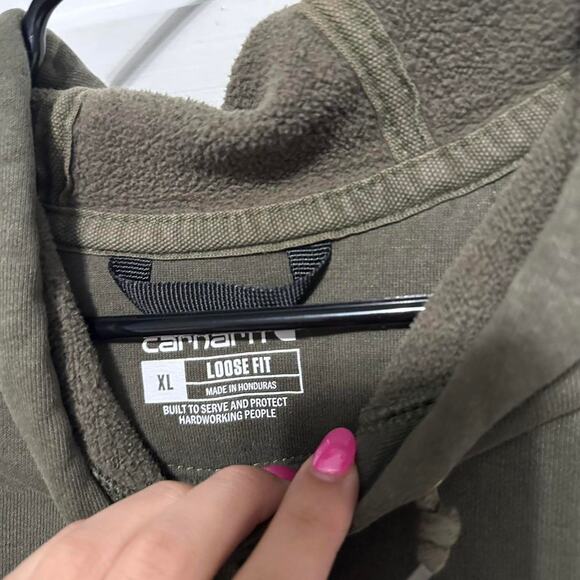 carhartt
XL
LOOSE FIT
MADE IN HONDURAS
BUILT TO SERVE AND PROTECT
HARDWORKING PEOPLE